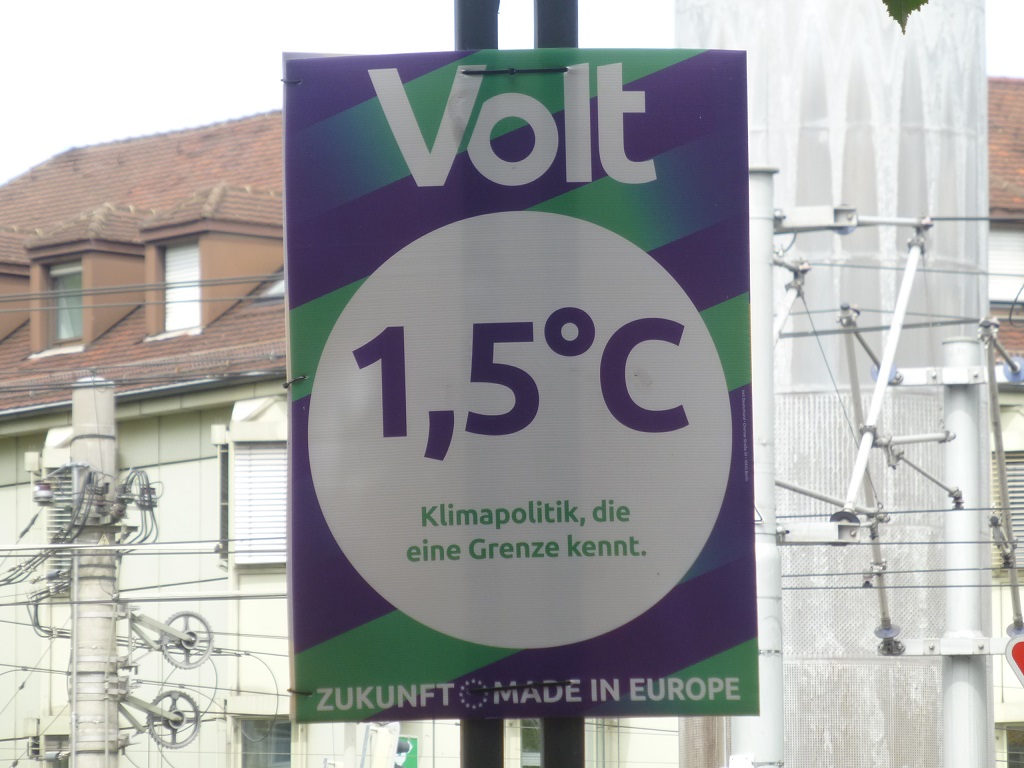 Volt
1,5°C
Klimapolitik, die
eine Grenze kennt.
ZUKUNFT MADE IN EUROPE